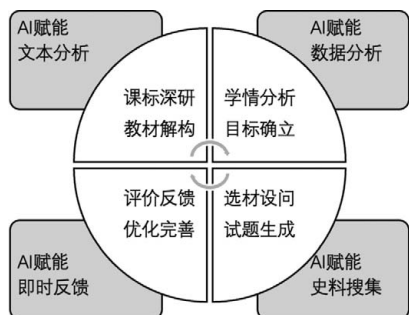 AI赋能
文本分析
AI赋能
数据分析
课标深研
教材解构
学情分析
目标确立
评价反馈
优化完善
选材设问
试题生成
AI赋能
即时反馈
AI赋能
史料搜集